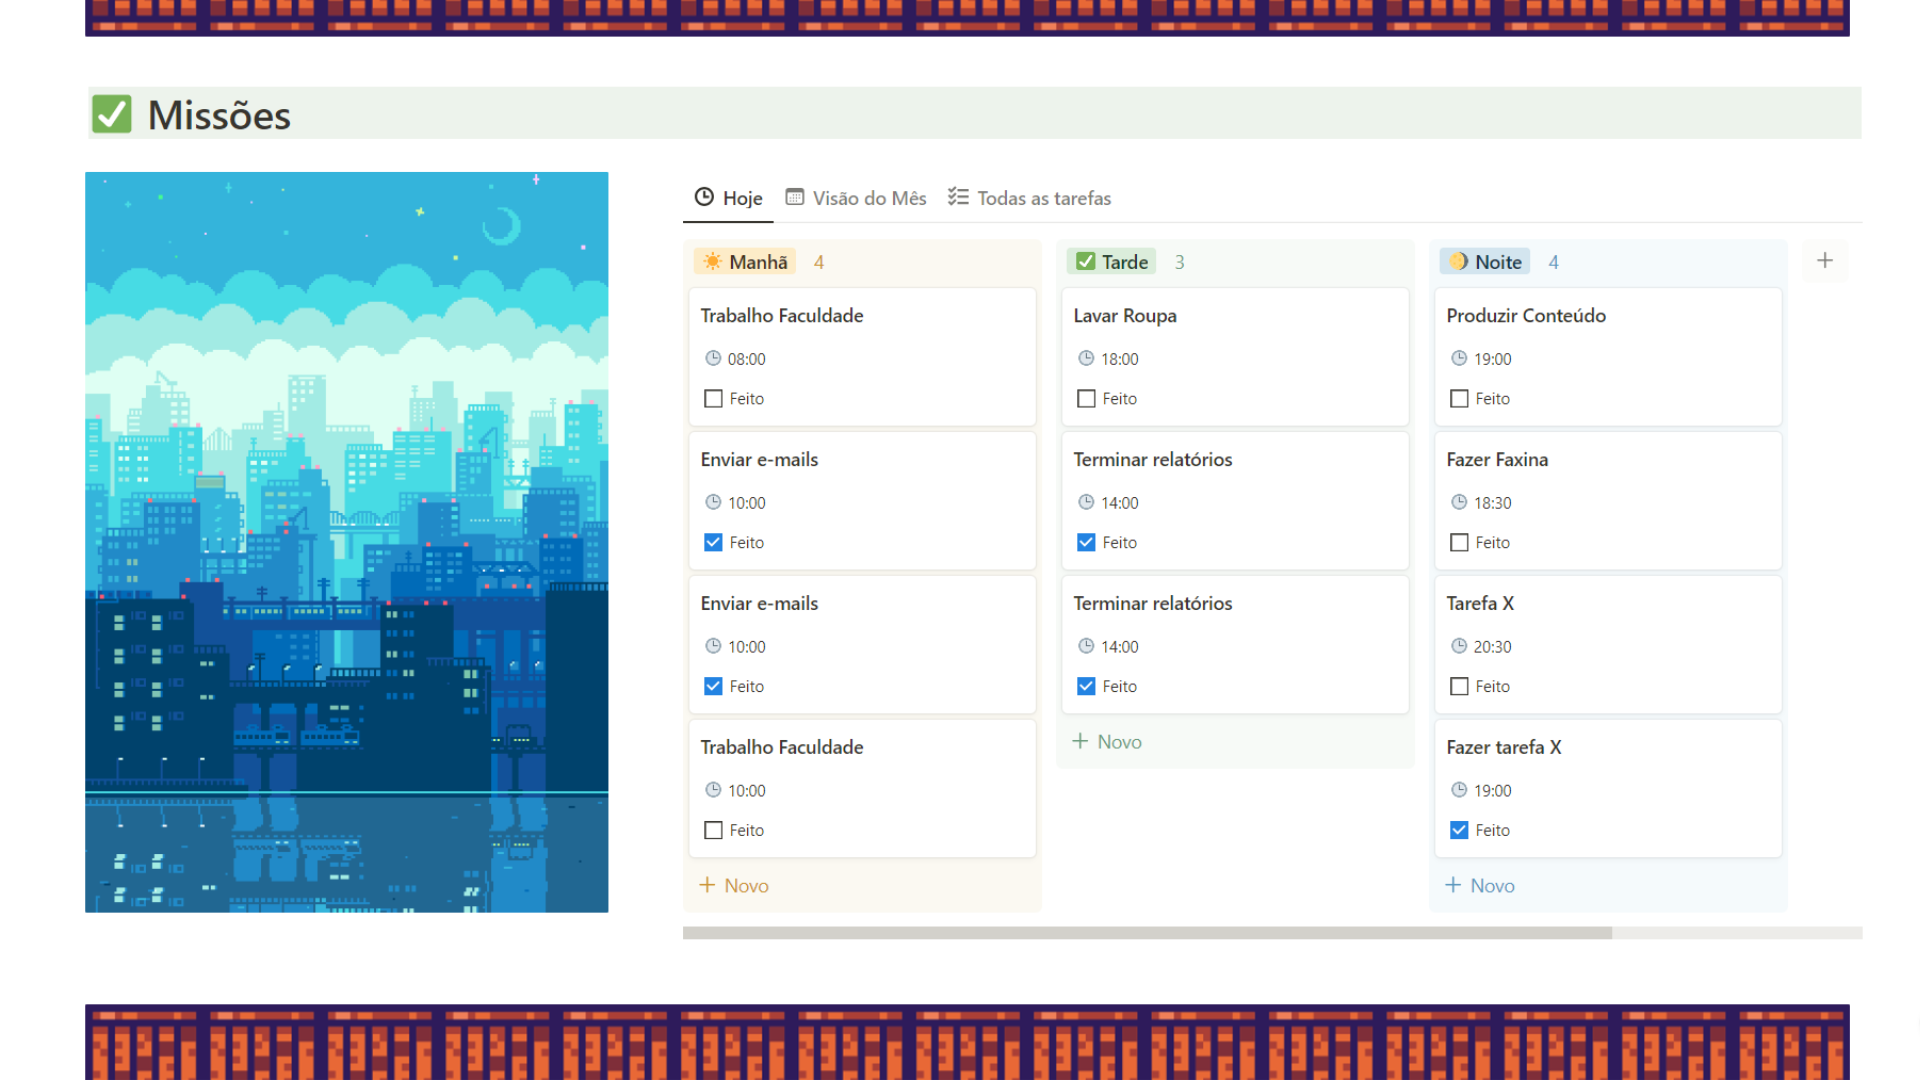 Missões
Hoje
Visão do Mês
Todas as tarefas
Manhã 4
Trabalho Faculdade
08:00
Feito
Enviar e-mails
10:00
Feito
Enviar e-mails
10:00
Feito
Trabalho Faculdade
10:00
Feito
+ Novo
Tarde 3
Lavar Roupa
18:00
Feito
Terminar relatórios
14:00
Feito
Terminar relatórios
14:00
Feito
+ Novo
Noite 4
Produzir Conteúdo
19:00
Feito
Fazer Faxina
18:30
Feito
Tarefa X
20:30
Feito
Fazer tarefa X
19:00
Feito
+ Novo
+